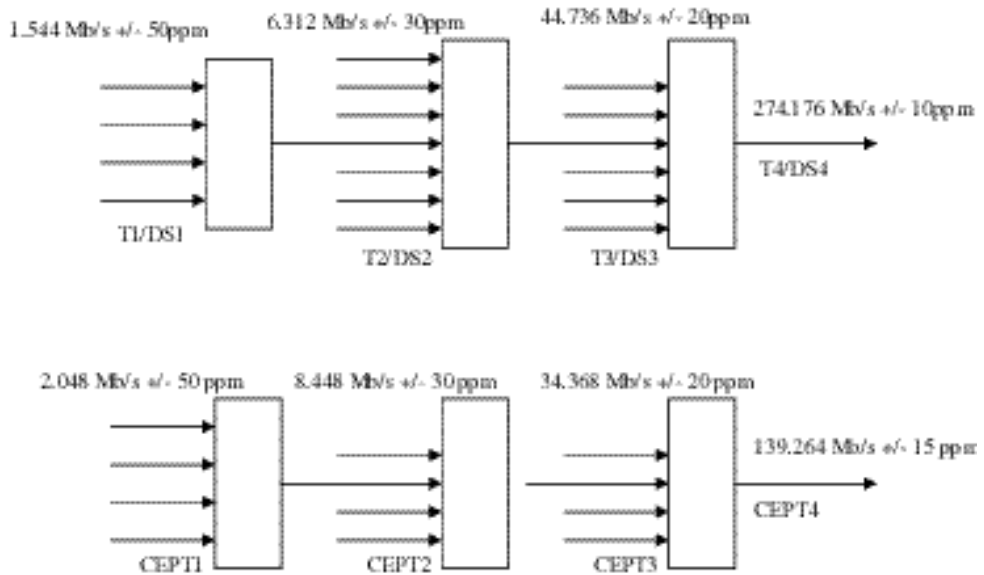 1.544 Mb/s +/- 50ppm
6.312 Mb/s +/- 30ppm
44.736 Mb/s +/- 20ppm
274.176 Mb/s +/- 10ppm
T4/DS4
T1/DS1
T2/DS2
T3/DS3
2.048 Mb/s +/- 50 ppm
8.448 Mb/s +/- 30ppm
34.368 Mb/s +/- 20 ppm
139.264 Mb/s +/- 15 ppm
CEPT4
CEPT1
CEPT2
CEPT3